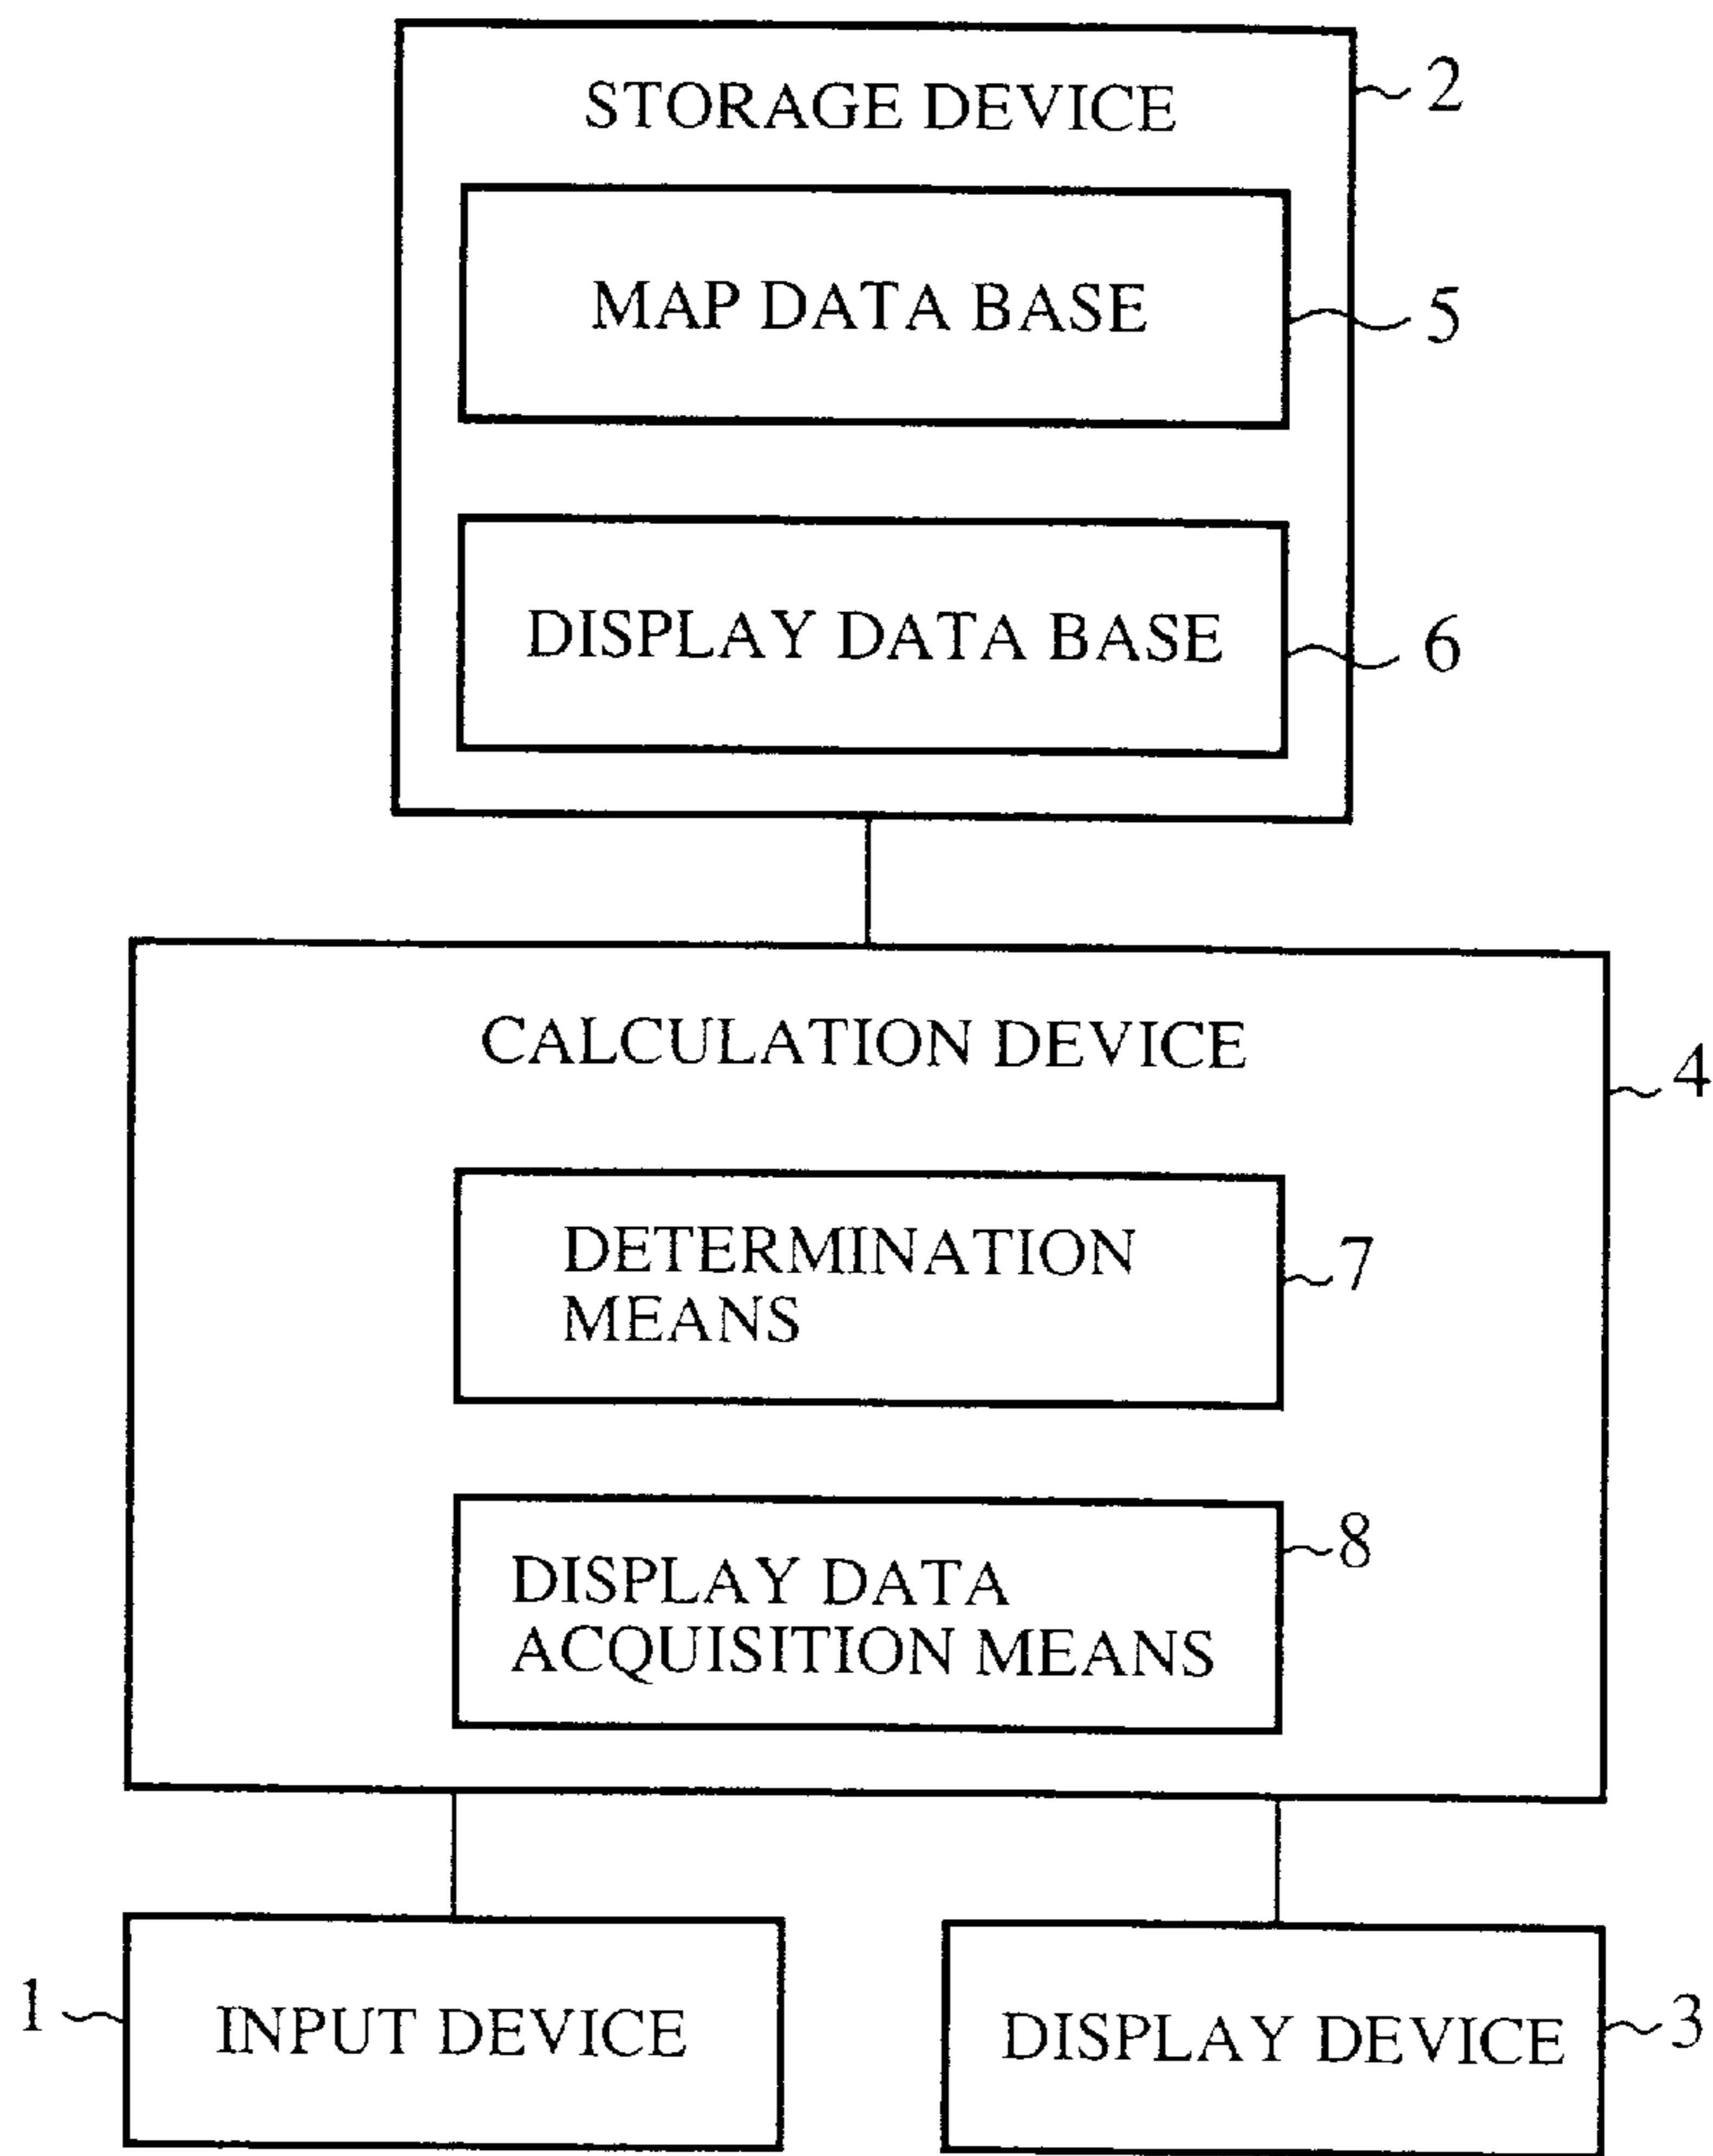 STORAGE DEVICE
2
MAP DATA BASE
5
DISPLAY DATA BASE
6
CALCULATION DEVICE
4
DETERMINATION
MEANS
7
DISPLAY DATA
ACQUISITION MEANS
8
1
INPUT DEVICE
DISPLAY DEVICE
3